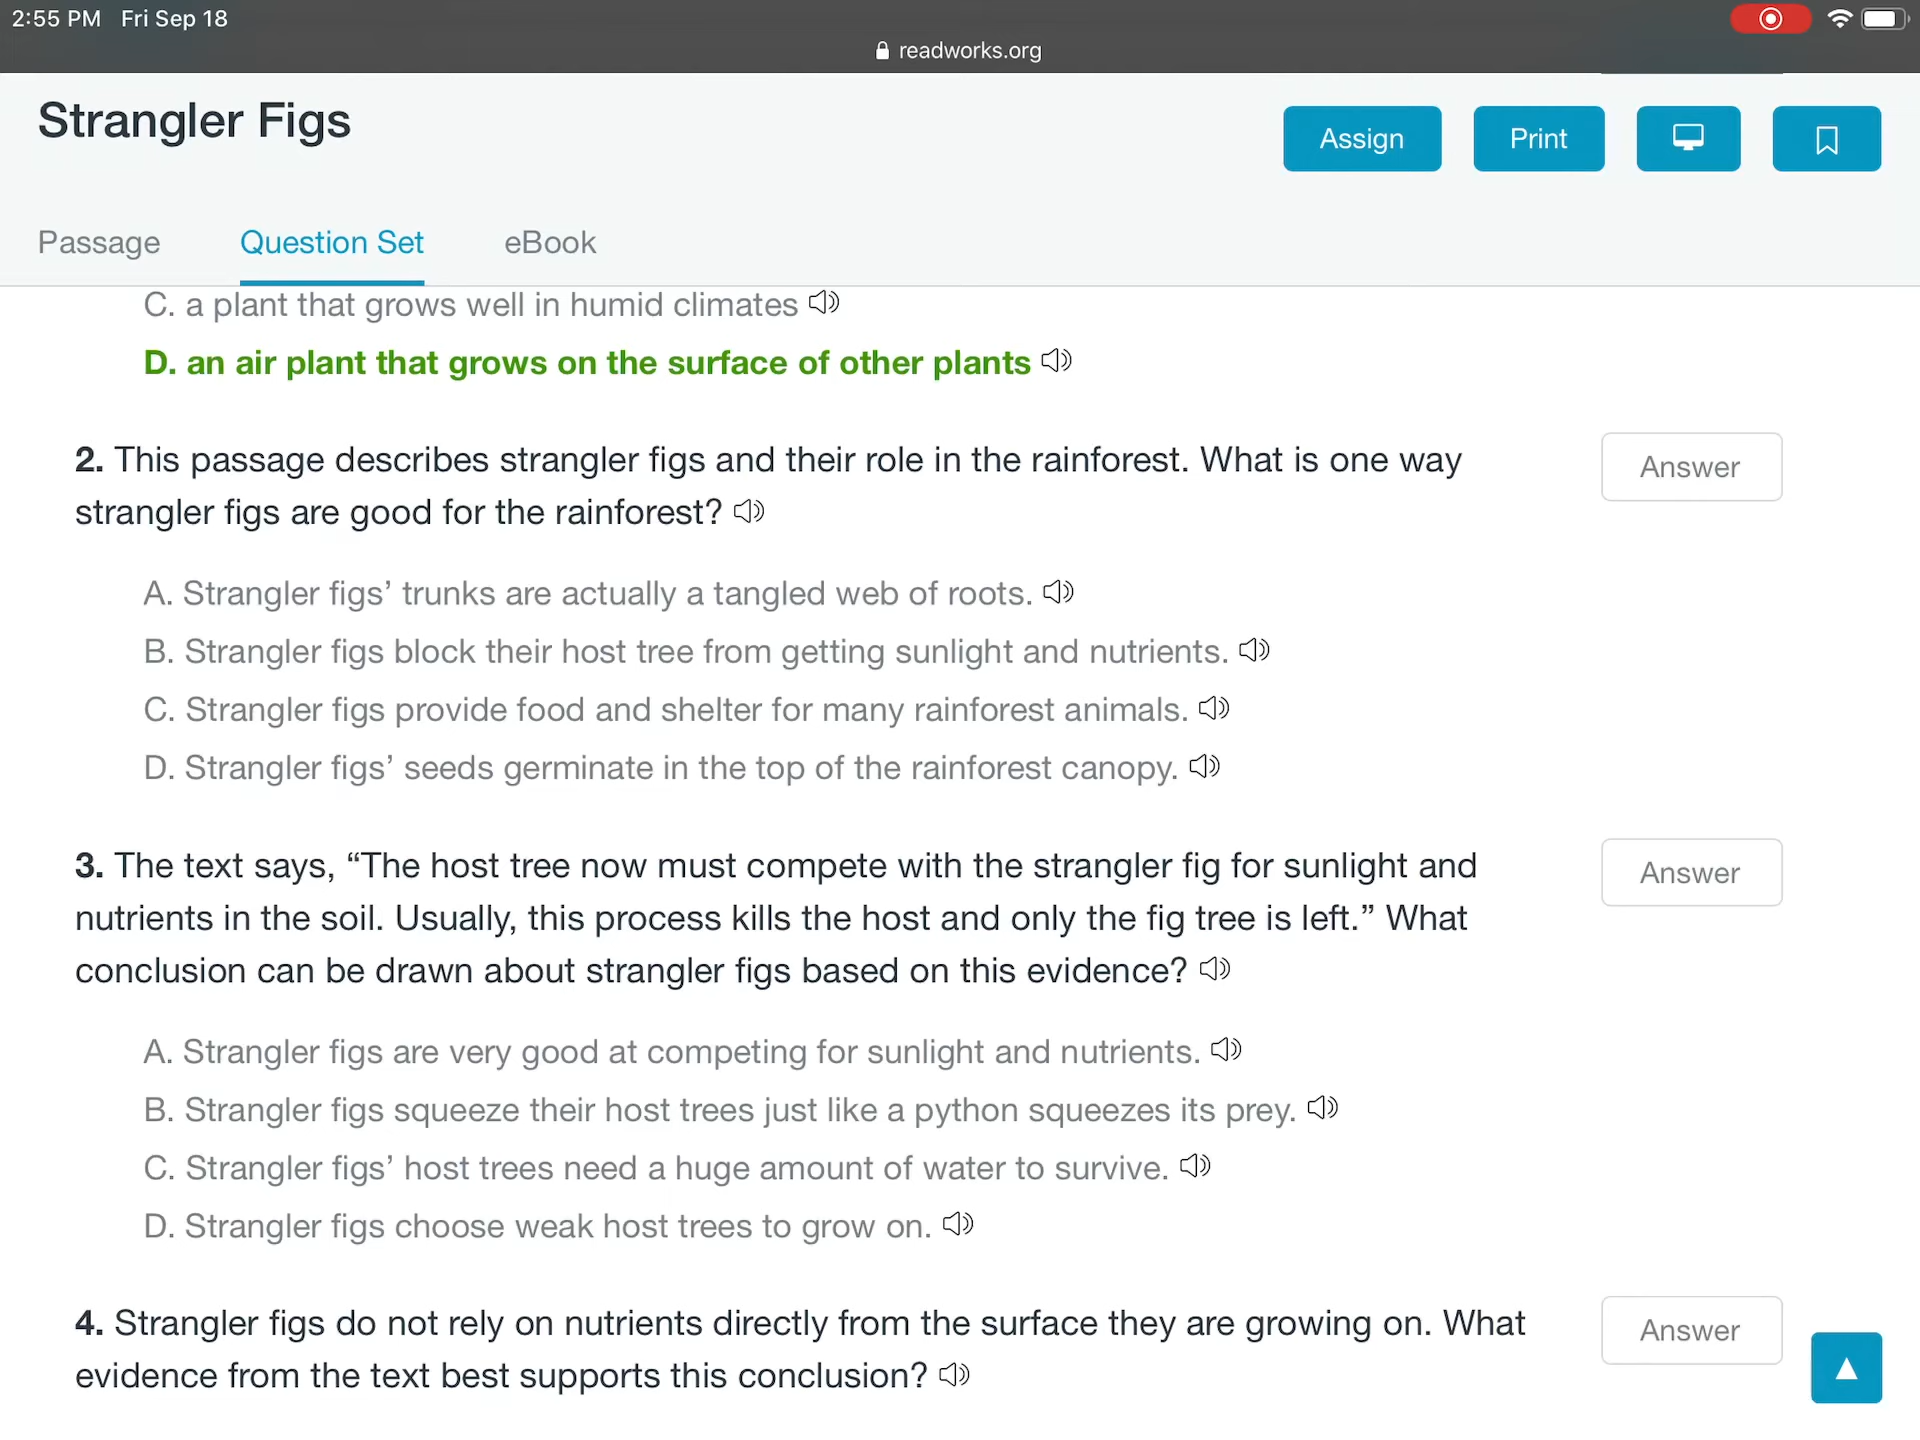 2:55 PM Fri Sep 18
readworks.org
Strangler Figs
Assign
Print
Passage
Question Set
eBook
C. a plant that grows well in humid climates
D. an air plant that grows on the surface of other plants
2. This passage describes strangler figs and their role in the rainforest. What is one way
strangler figs are good for the rainforest?
Answer
A. Strangler figs’ trunks are actually a tangled web of roots.
B. Strangler figs block their host tree from getting sunlight and nutrients.
C. Strangler figs provide food and shelter for many rainforest animals.
D. Strangler figs’ seeds germinate in the top of the rainforest canopy.
3. The text says, “The host tree now must compete with the strangler fig for sunlight and
nutrients in the soil. Usually, this process kills the host and only the fig tree is left.” What
conclusion can be drawn about strangler figs based on this evidence?
Answer
A. Strangler figs are very good at competing for sunlight and nutrients.
B. Strangler figs squeeze their host trees just like a python squeezes its prey.
C. Strangler figs’ host trees need a huge amount of water to survive.
D. Strangler figs choose weak host trees to grow on.
4. Strangler figs do not rely on nutrients directly from the surface they are growing on. What
evidence from the text best supports this conclusion?
Answer